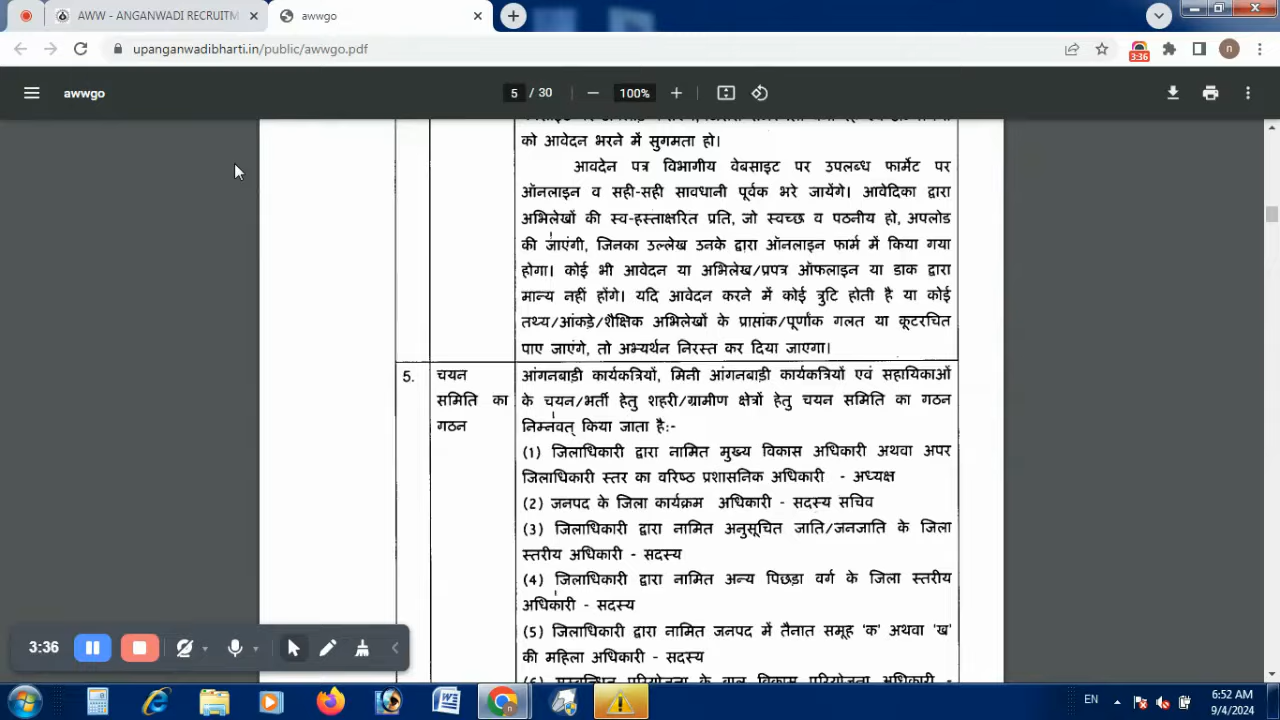 AWW - ANGANWADI RECRUITM
awwgo
n
upanganwadibharti.in/public/awwgo.pdf
3:36
awwgo
5 / 30
100%
को आवेदन भरने में सुगमता हो।
आवदेन पत्र विभागीय वेबसाइट पर उपलब्ध फार्मेट पर
ऑनलाइन व सही-सही सावधानी पूर्वक भरे जायेंगे। आवेदिका द्वारा
अभिलेखों की स्व-हस्ताक्षरित प्रति, जो स्वच्छ व पठनीय हो, अपलोड
की जाएंगी, जिनका उल्लेख उनके द्वारा ऑनलाइन फार्म में किया गया
होगा। कोई भी आवेदन या अभिलेख/प्रपत्र ऑफलाइन या डाक द्वारा
मान्य नहीं होंगे। यदि आवेदन करने में कोई त्रुटि होती है या कोई
तथ्य/आंकड़े/शैक्षिक अभिलेखों के प्राप्तांक/पूर्णांक गलत या कूटरचित
पाए जाएंगे, तो अभ्यर्थन निरस्त कर दिया जाएगा।
5. चयन समिति का गठन
आंगनबाड़ी कार्यकत्रियों, मिनी आंगनबाड़ी कार्यकत्रियों एवं सहायिकाओं
के चयन/भर्ती हेतु शहरी/ग्रामीण क्षेत्रों हेतु चयन समिति का गठन
निम्नवत् किया जाता है:-
(1) जिलाधिकारी द्वारा नामित मुख्य विकास अधिकारी अथवा अपर
जिलाधिकारी स्तर का वरिष्ठ प्रशासनिक अधिकारी - अध्यक्ष
(2) जनपद के जिला कार्यक्रम अधिकारी - सदस्य सचिव
(3) जिलाधिकारी द्वारा नामित अनुसूचित जाति/जनजाति के जिला
स्तरीय अधिकारी - सदस्य
(4) जिलाधिकारी द्वारा नामित अन्य पिछड़ा वर्ग के जिला स्तरीय
अधिकारी - सदस्य
(5) जिलाधिकारी द्वारा नामित जनपद में तैनात समूह 'क' अथवा 'ख'
की महिला अधिकारी - सदस्य
3:36
EN
6:52 AM
9/4/2024